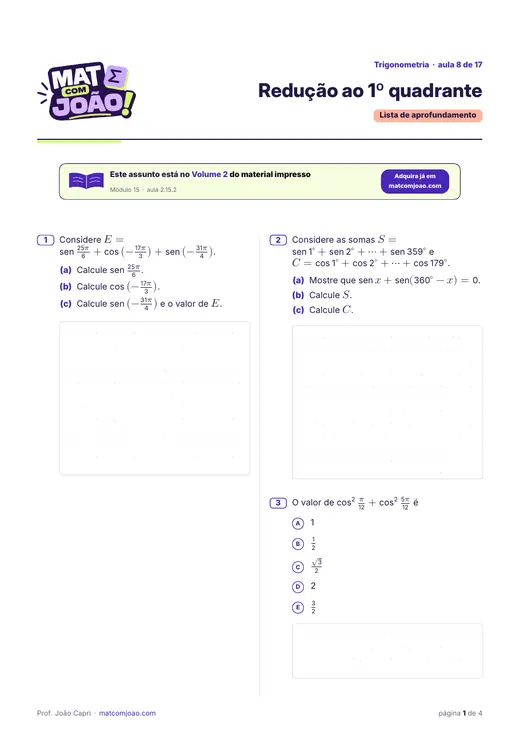 MAT
COM
JOÃO!
Σ
Trigonometria · aula 8 de 17
Redução ao 1º quadrante
Lista de aprofundamento
Este assunto está no Volume 2 do material impresso
Módulo 15 · aula 2.15.2
Adquira já em
matcomjoao.com
1 Considere E =
sen 25π/6 + cos (−17π/3) + sen (−31π/4).
(a) Calcule sen 25π/6.
(b) Calcule cos (−17π/3).
(c) Calcule sen (−31π/4) e o valor de E.
2 Considere as somas S =
sen 1° + sen 2° + ⋯ + sen 359° e
C = cos 1° + cos 2° + ⋯ + cos 179°.
(a) Mostre que sen x + sen(360° − x) = 0.
(b) Calcule S.
(c) Calcule C.
3 O valor de cos² π/12 + cos² 5π/12 é
A 1
B 1/2
C √3/2
D 2
E 3/2
Prof. João Capri · matcomjoao.com
página 1 de 4